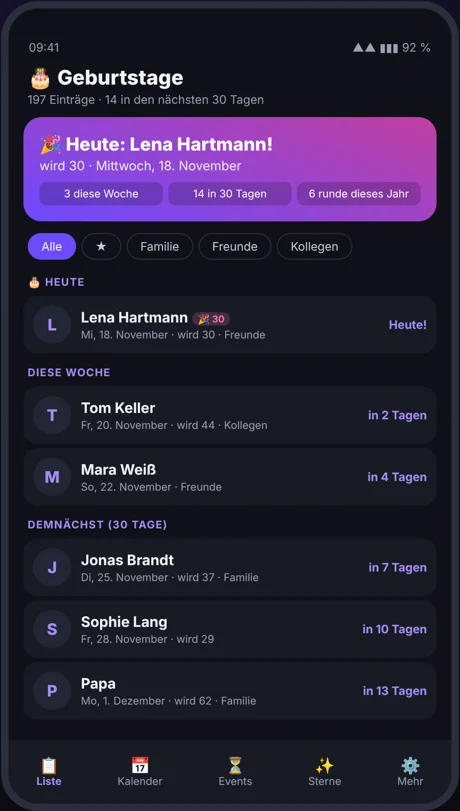 09:41 92 %
🎂 Geburtstage
197 Einträge · 14 in den nächsten 30 Tagen
🎉 Heute: Lena Hartmann!
wird 30 · Mittwoch, 18. November
3 diese Woche 14 in 30 Tagen 6 runde dieses Jahr
Alle ★ Familie Freunde Kollegen
🎂 HEUTE
L Lena Hartmann 🎉 30
Mi, 18. November · wird 30 · Freunde
Heute!
DIESE WOCHE
T Tom Keller
Fr, 20. November · wird 44 · Kollegen
in 2 Tagen
M Mara Weiß
So, 22. November · Freunde
in 4 Tagen
DEMNÄCHST (30 TAGE)
J Jonas Brandt
Di, 25. November · wird 37 · Familie
in 7 Tagen
S Sophie Lang
Fr, 28. November · wird 29
in 10 Tagen
P Papa
Mo, 1. Dezember · wird 62 · Familie
in 13 Tagen
Liste Kalender Events Sterne Mehr